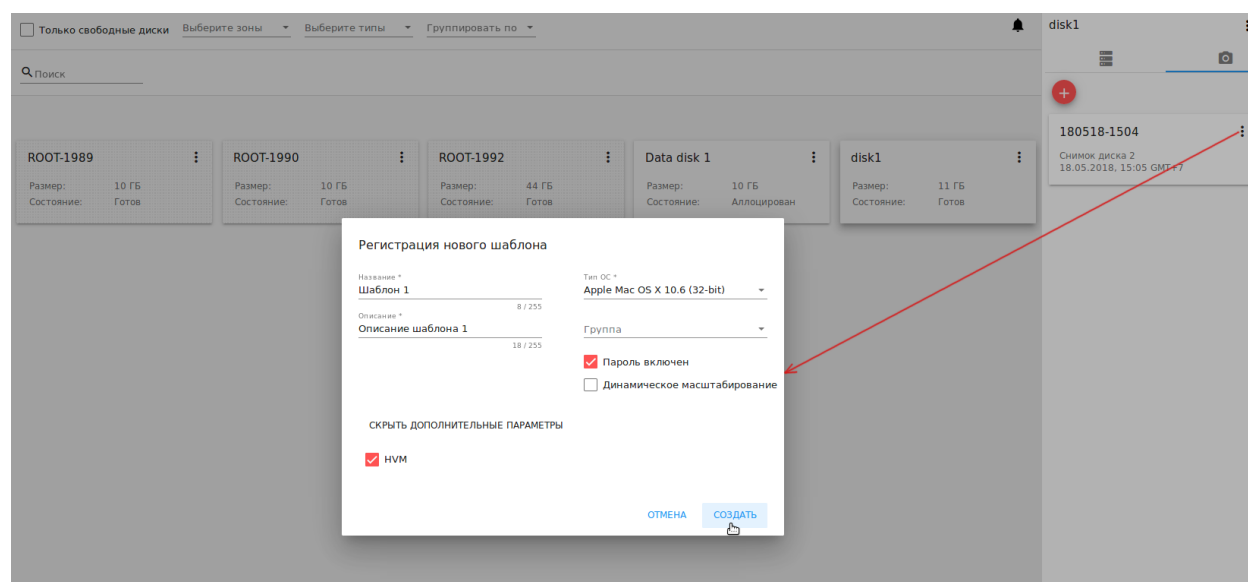 Только свободные диски Выберите зоны Выберите типы Группировать по
Поиск
ROOT-1989
Размер: 10 ГБ
Состояние: Готов
ROOT-1990
Размер: 10 ГБ
Состояние: Готов
ROOT-1992
Размер: 44 ГБ
Состояние: Готов
Data disk 1
Размер: 10 ГБ
Состояние: Аллоцирован
disk1
Размер: 11 ГБ
Состояние: Готов
disk1
180518-1504
Снимок диска 2
18.05.2018, 15:05 GMT+7
Регистрация нового шаблона
Название *
Шаблон 1
8 / 255
Описание *
Описание шаблона 1
18 / 255
Тип ОС *
Apple Mac OS X 10.6 (32-bit)
Группа
Пароль включен
Динамическое масштабирование
СКРЫТЬ ДОПОЛНИТЕЛЬНЫЕ ПАРАМЕТРЫ
HVM
ОТМЕНА СОЗДАТЬ